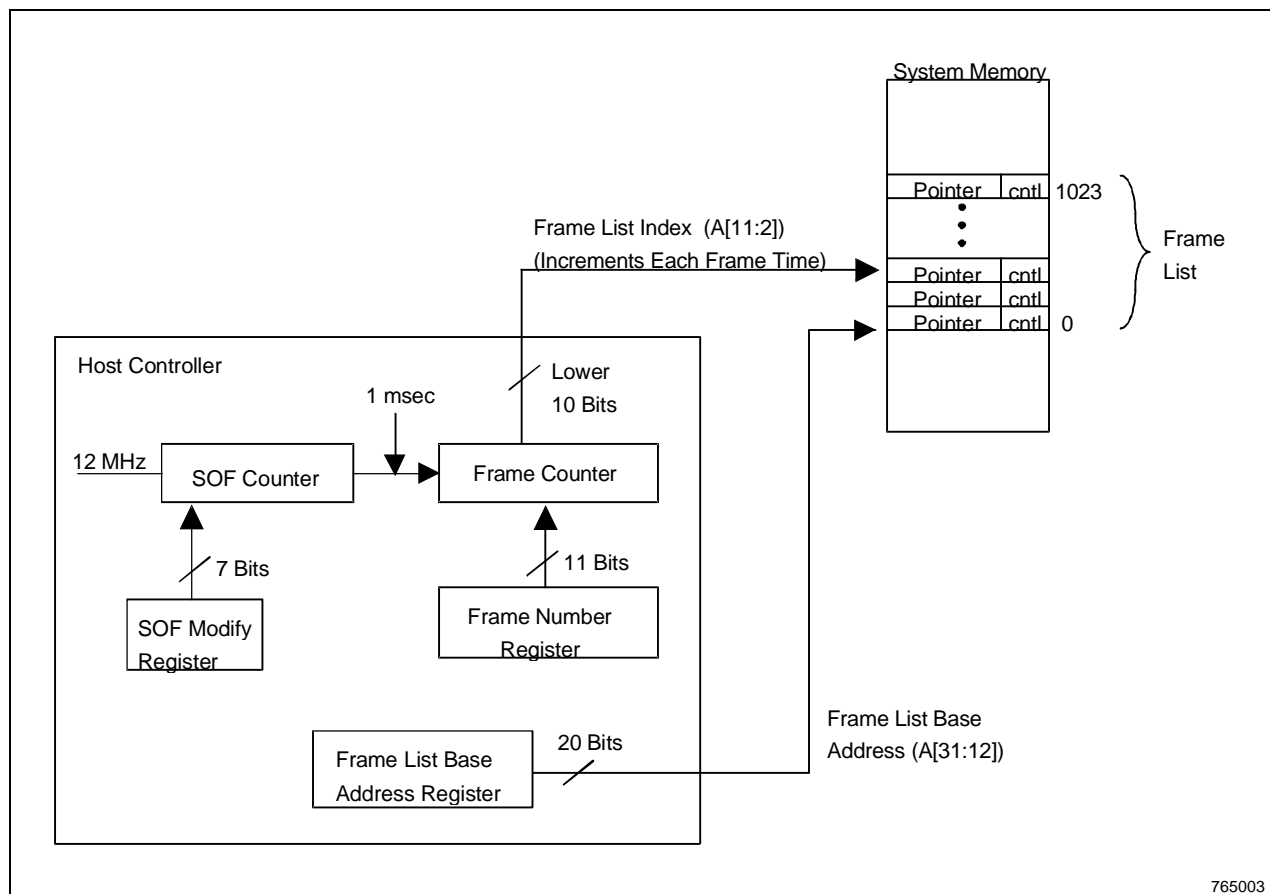 System Memory
Pointer cntl 1023
Frame List Index (A[11:2])
(Increments Each Frame Time)
Frame
List
Pointer cntl
Pointer cntl
Pointer cntl 0
Host Controller
Lower
10 Bits
1 msec
12 MHz
SOF Counter
Frame Counter
7 Bits
11 Bits
SOF Modify
Register
Frame Number
Register
Frame List Base
Address (A[31:12])
20 Bits
Frame List Base
Address Register
765003